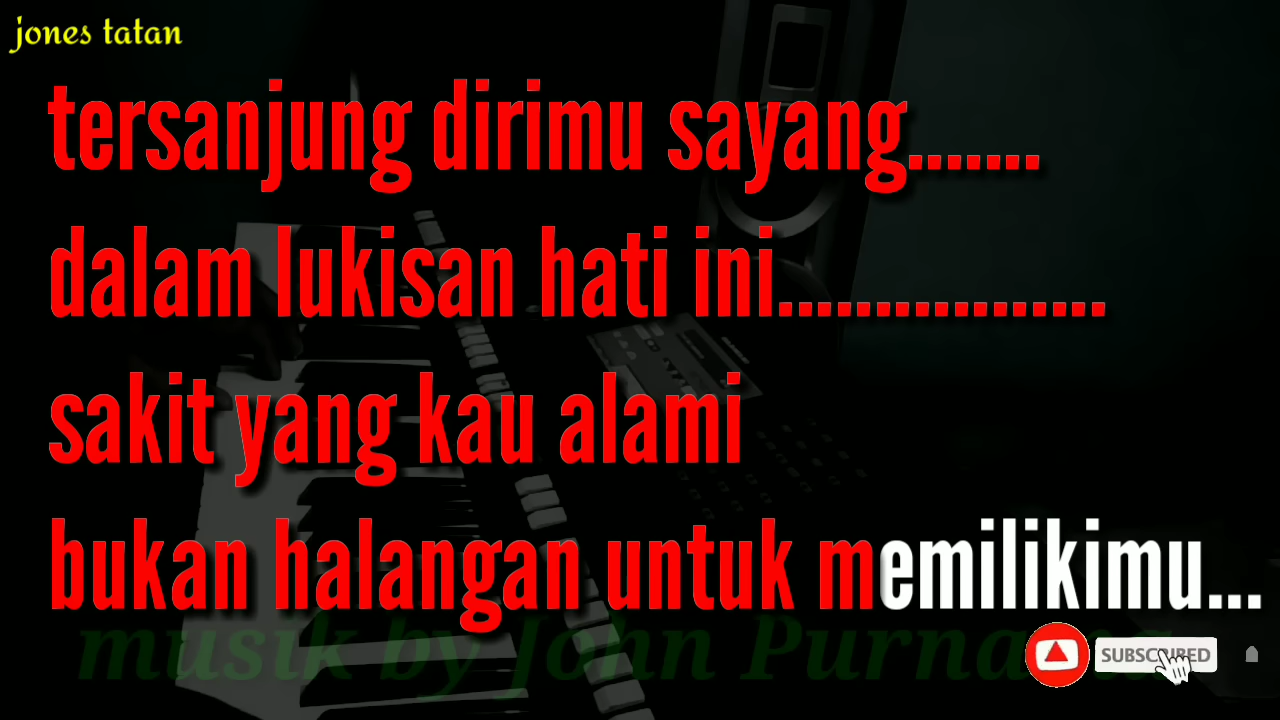 jones tatan
tersanjung dirimu sayang.......
dalam lukisan hati ini.................
sakit yang kau alami
bukan halangan untuk memilikimu...
musik by John Purnama
SUBSCRIBED